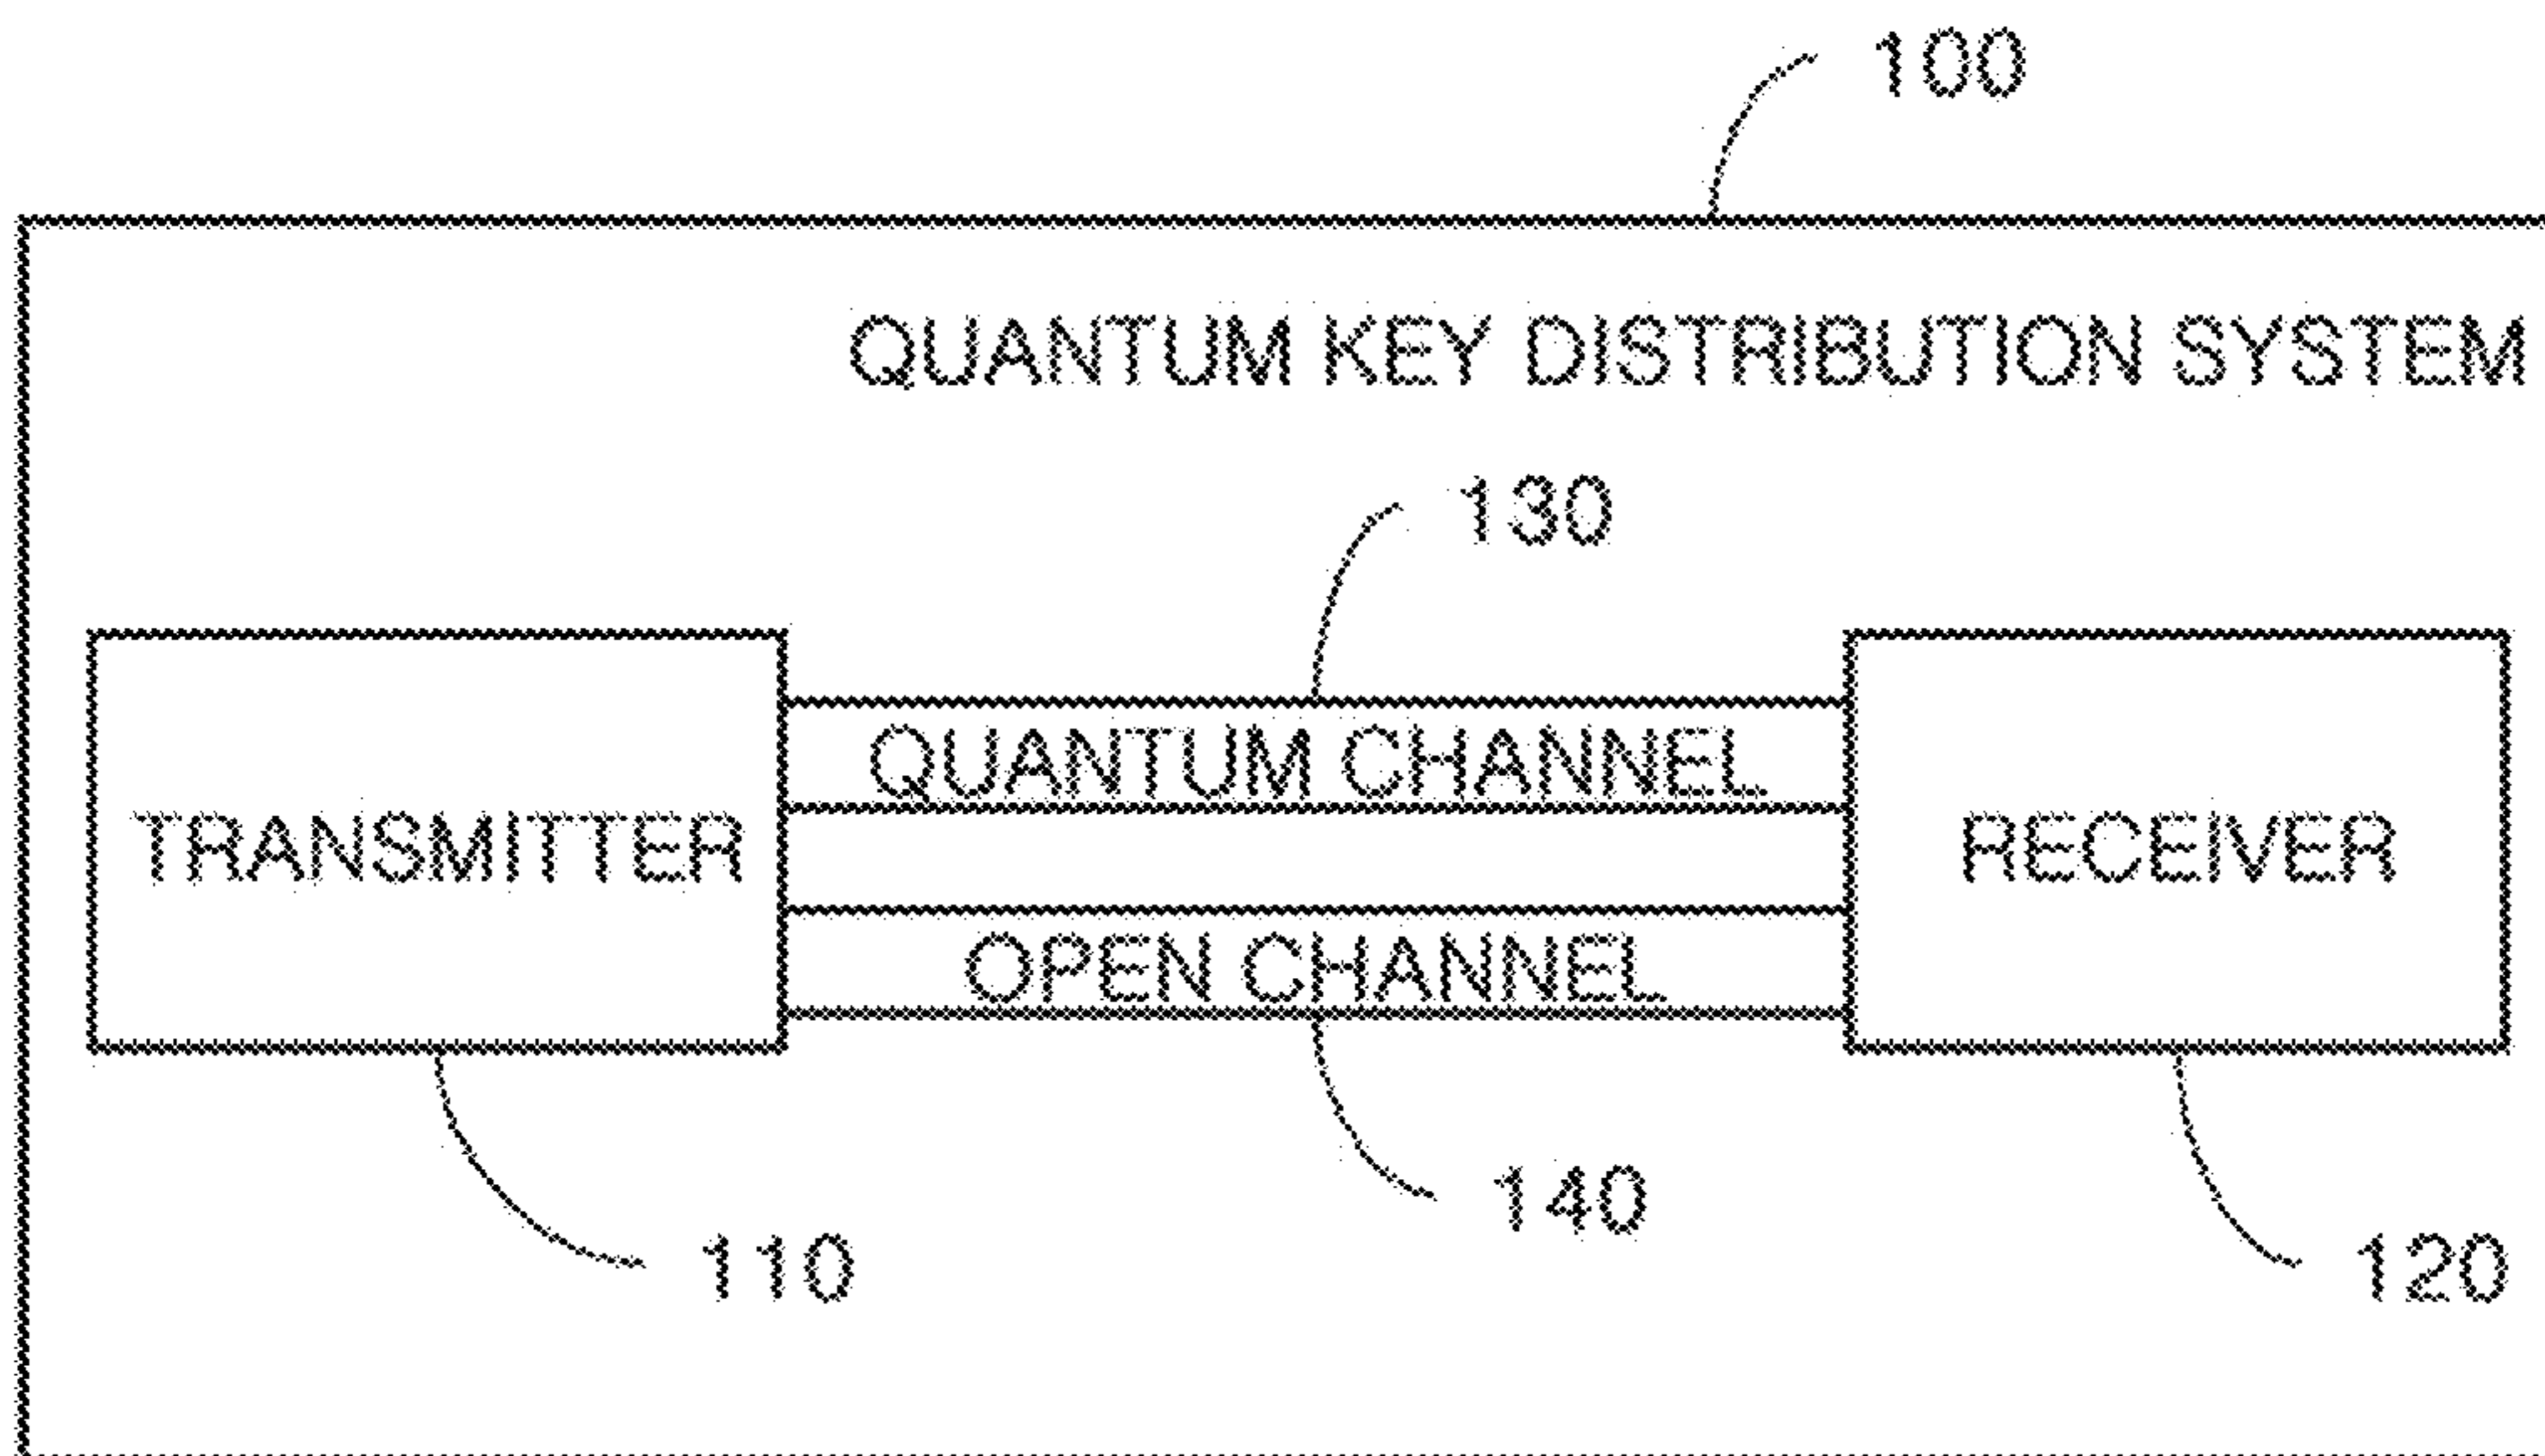 100
QUANTUM KEY DISTRIBUTION SYSTEM
130
QUANTUM CHANNEL
TRANSMITTER
RECEIVER
OPEN CHANNEL
140
110
120